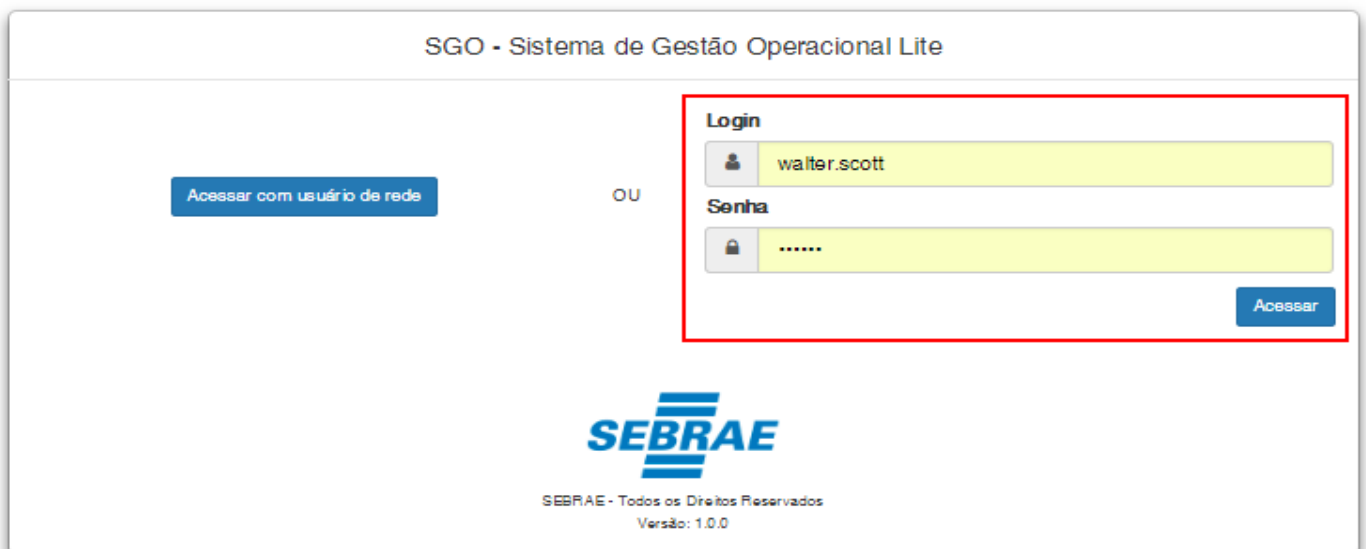 SGO - Sistema de Gestão Operacional Lite
Acessar com usuário de rede
OU
Login
walter.scott
Senha
......
Acessar
SEBRAE
SEBRAE - Todos os Direitos Reservados
Versão: 1.0.0